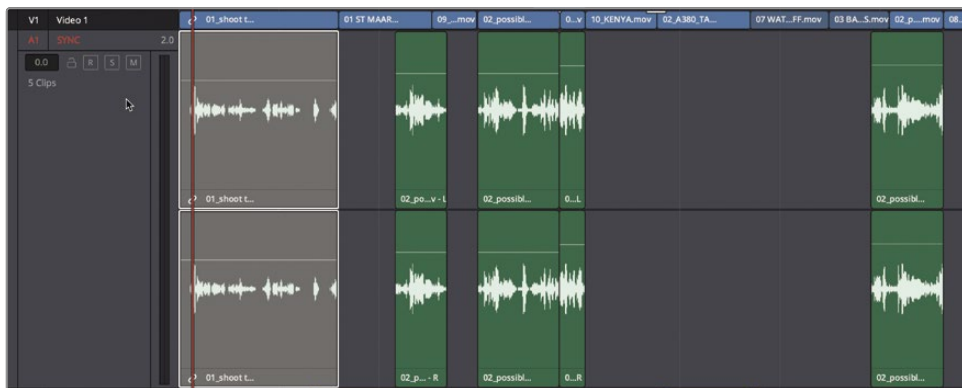 V1 Video 1 01_shoot t... 01 ST MAAR... 09_...mov 02_possibl... 0...v 10_KENYA.mov 02_A380_TA... 07 WAT...FF.mov 03 BA...S.mov 02_p....mov 08.
A1 SYNC 2.0
0.0 R S M
5 Clips
01_shoot t... 02_po...v - L 02_possibl... 0...L 02_possibl...
01_shoot t... 02_p... - R 02_possibl... 0...R 02_possibl...